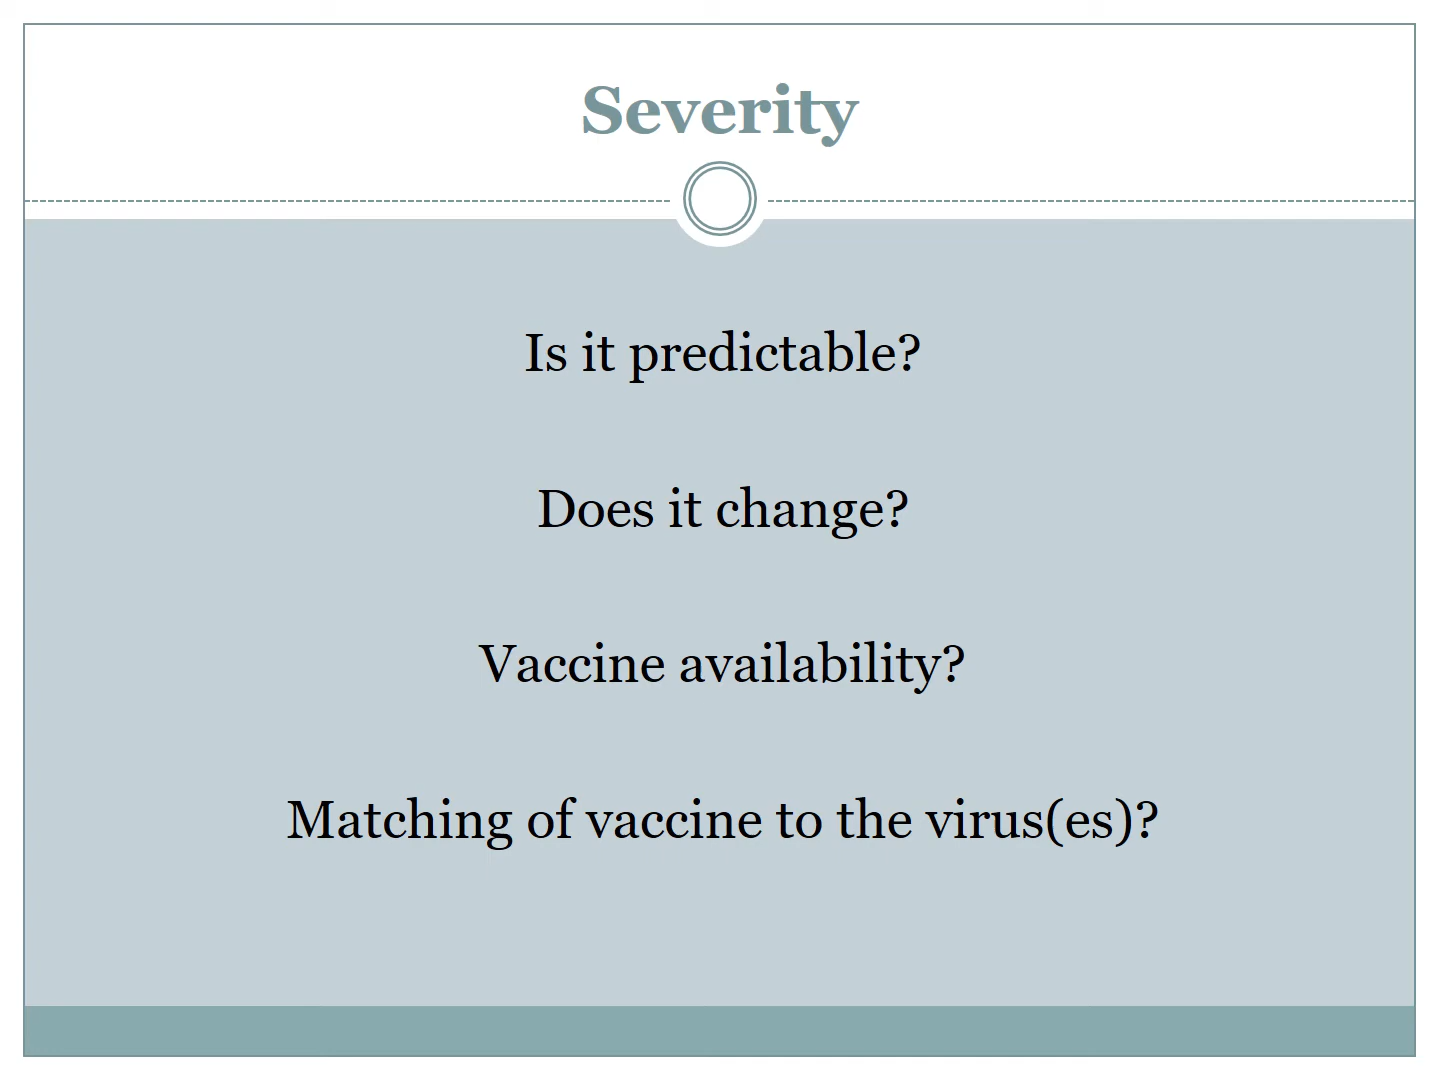 Severity
Is it predictable?
Does it change?
Vaccine availability?
Matching of vaccine to the virus(es)?